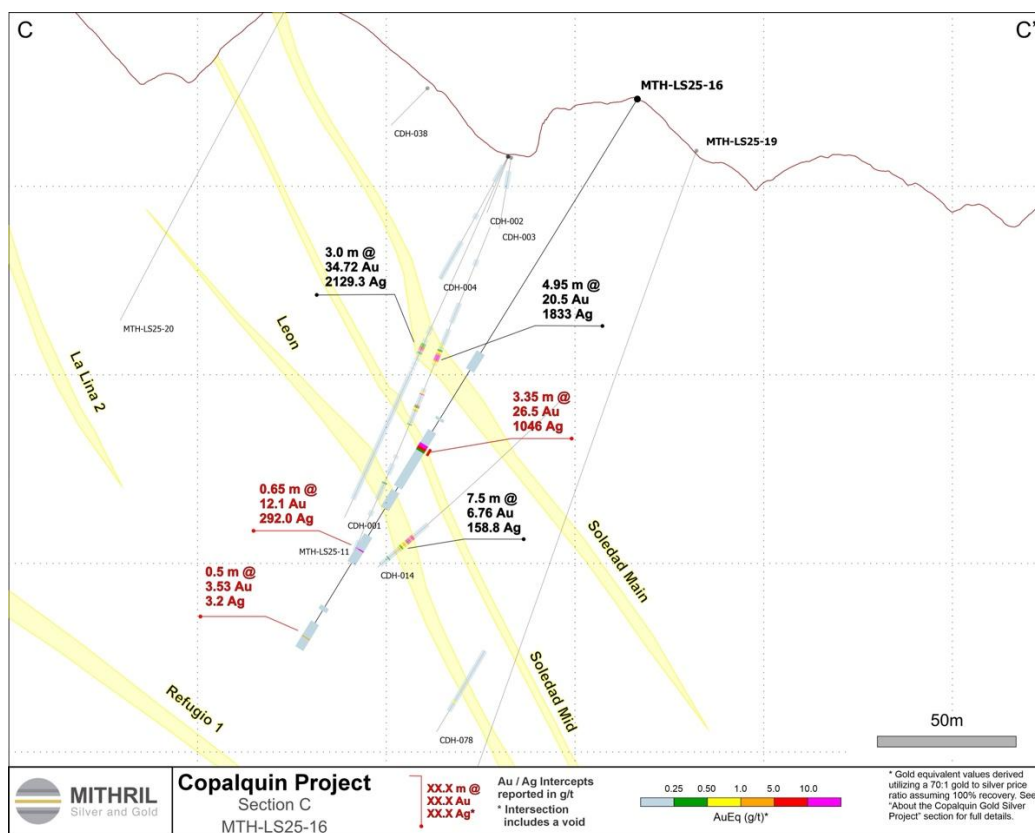 C
C'
MTH-LS25-16
CDH-038
MTH-LS25-19
CDH-002
CDH-003
3.0 m @
34.72 Au
2129.3 Ag
4.95 m @
20.5 Au
1833 Ag
CDH-004
MTH-LS25-20
Leon
La Lina 2
3.35 m @
26.5 Au
1046 Ag
0.65 m @
12.1 Au
292.0 Ag
7.5 m @
6.76 Au
158.8 Ag
CDH-001
MTH-LS25-11
CDH-014
Soledad Main
0.5 m @
3.53 Au
3.2 Ag
Refugio 1
Soledad Mid
CDH-078
50m
MITHRIL
Silver and Gold
Copalquin Project
Section C
MTH-LS25-16
XX.X m @
XX.X Au
XX.X Ag*
Au / Ag Intercepts
reported in g/t
* Intersection
includes a void
0.25 0.50 1.0 5.0 10.0
AuEq (g/t)*
* Gold equivalent values derived
utilizing a 70:1 gold to silver price
ratio assuming 100% recovery. See
"About the Copalquin Gold Silver
Project" section for full details.